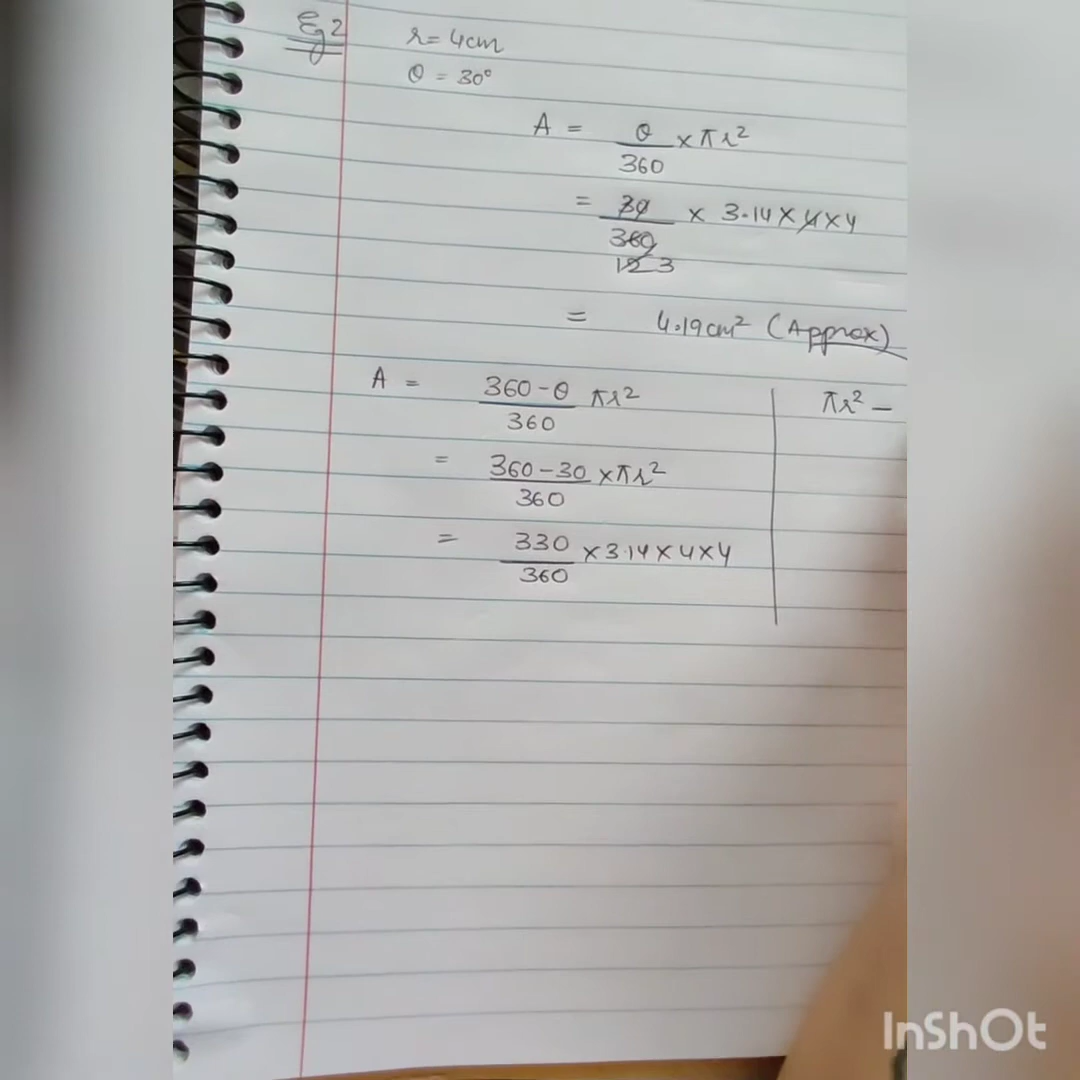 Eg 2
r = 4cm
θ = 30°
A = θ/360 × πr²
= 30/360 × 3.14 × 4 × 4
12 3
= 4.19cm² (Approx)
A = 360 - θ/360 πr²
= 360 - 30/360 × πr²
= 330/360 × 3.14 × 4 × 4
πr² -
InShOt